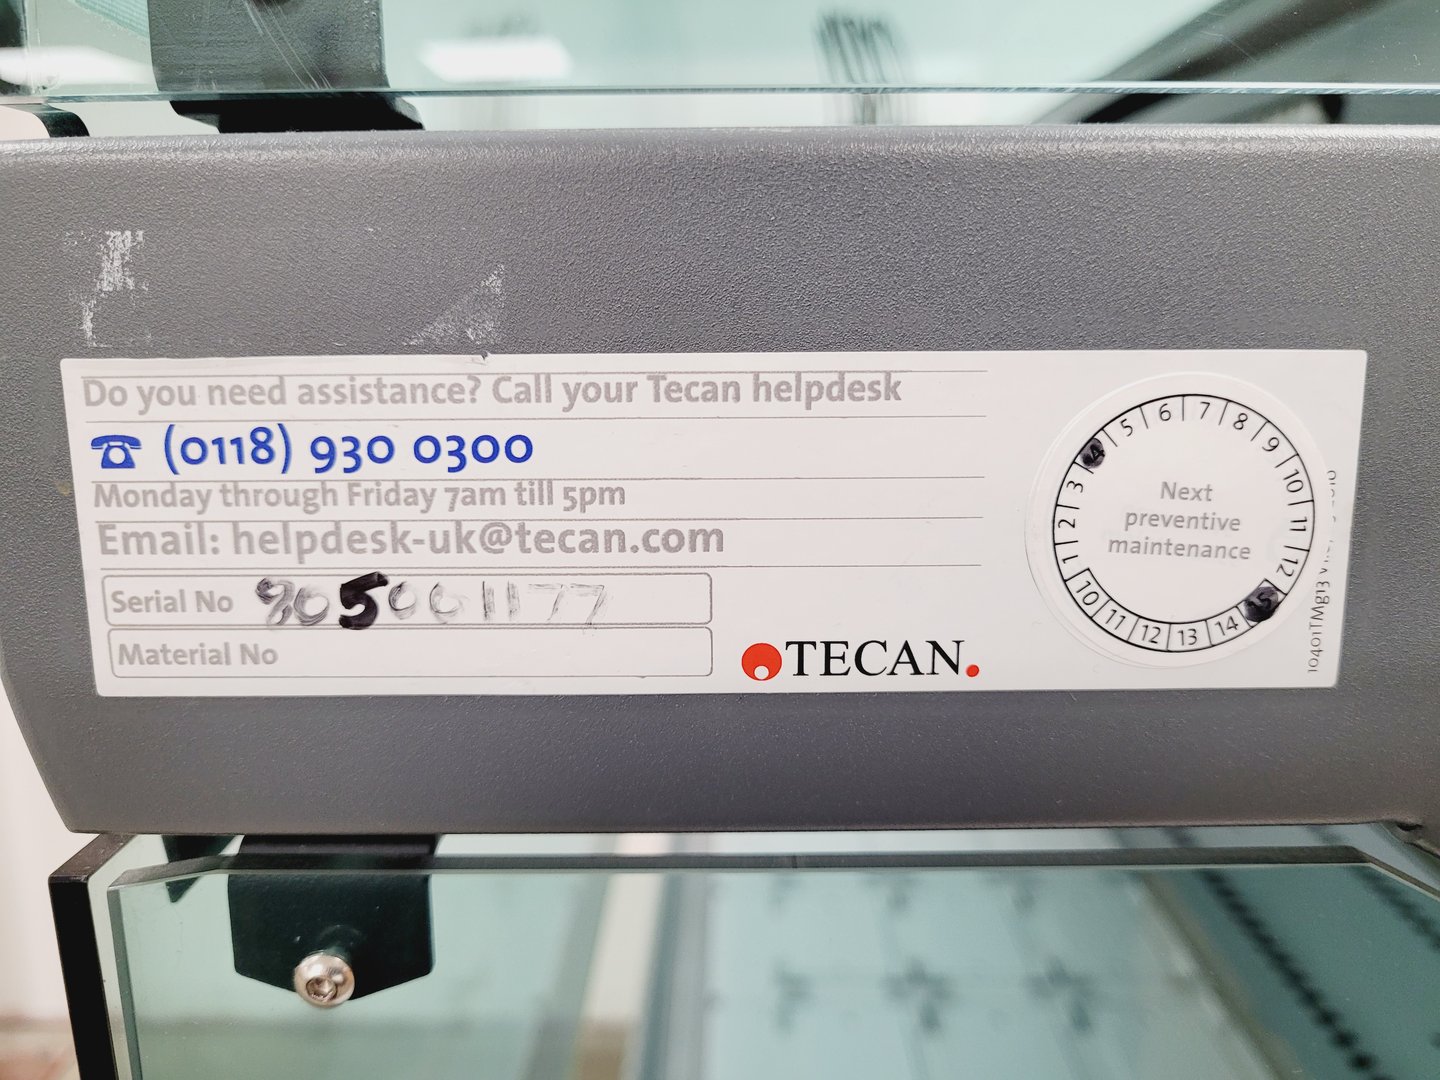 Do you need assistance? Call your Tecan helpdesk
(0118) 930 0300
Monday through Friday 7am till 5pm
Email: helpdesk-uk@tecan.com
Serial No 905001177
Material No
TECAN.
1 2 3 4 5 6 7 8 9 10 11 12
10 11 12 13 14 15
Next
preventive
maintenance
10401TMg13